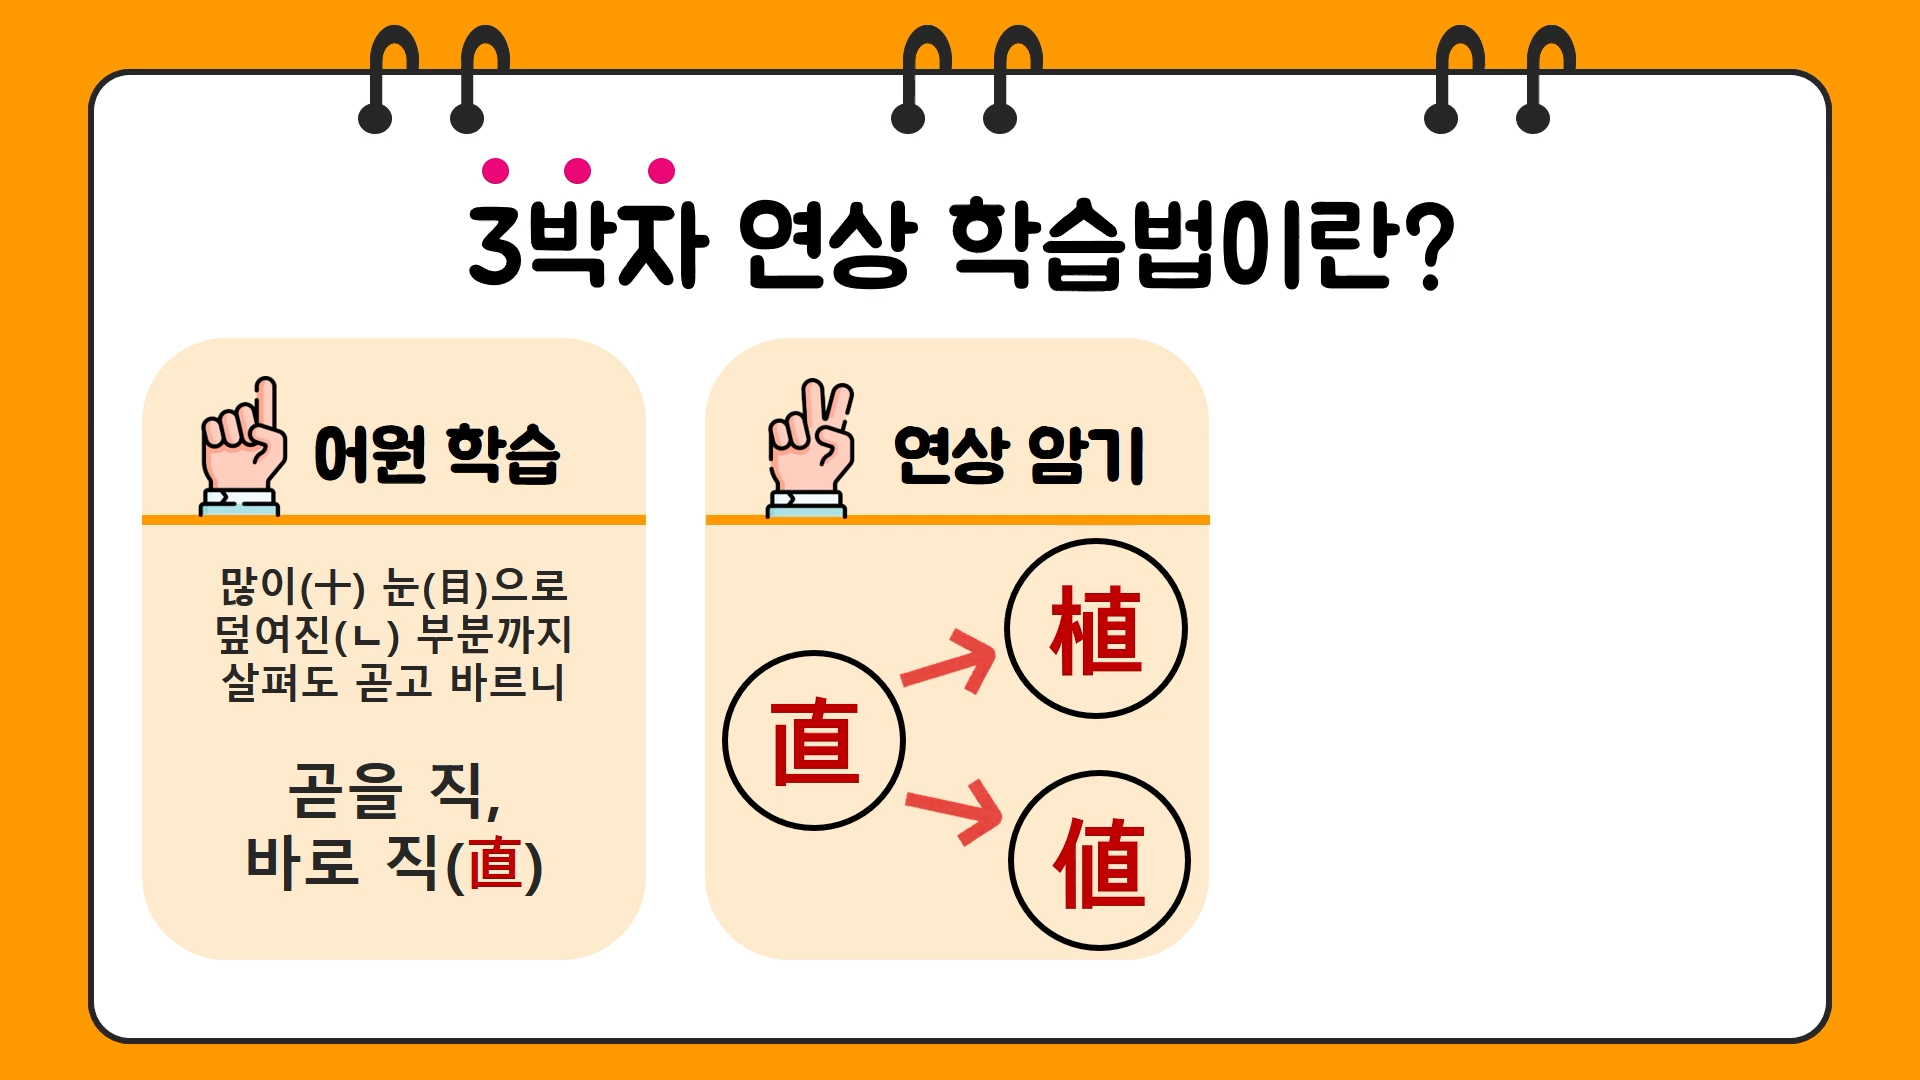 3박자 연상 학습법이란?
어원 학습
많이(十) 눈(目)으로
덮여진(ㄴ) 부분까지
살펴도 곧고 바르니
곧을 직,
바로 직(直)
연상 암기
直
植
値